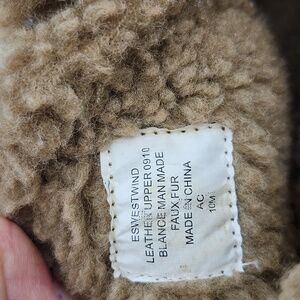 ESWESTWIND
LEATHER UPPER 0910
BLANCE MAN MADE
FAUX.FUR
MADE IN CHINA
AC
10M